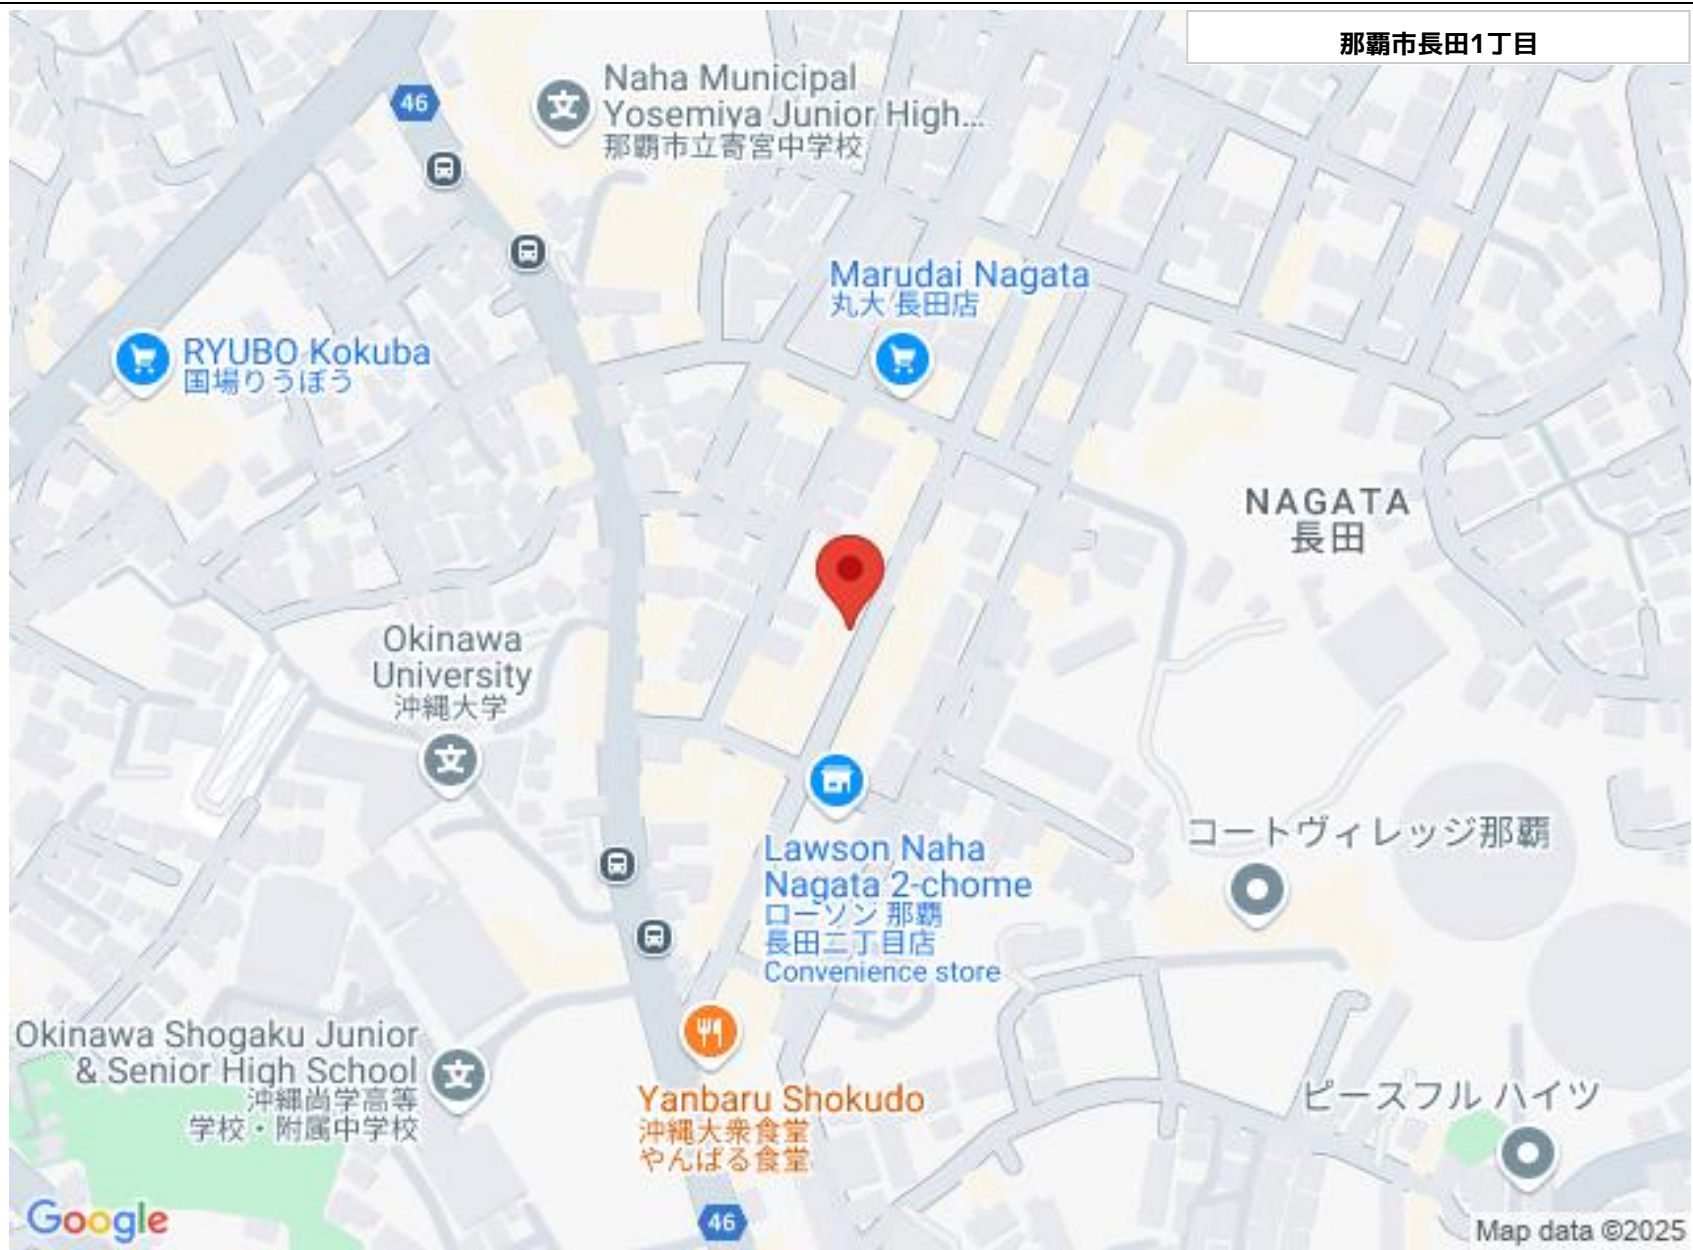 那覇市長田1丁目
46
Naha Municipal
Yosemiya Junior High...
那覇市立寄宮中学校
Marudai Nagata
丸大 長田店
RYUBO Kokuba
国場りうぼう
NAGATA
長田
Okinawa
University
沖縄大学
コートヴィレッジ那覇
Lawson Naha
Nagata 2-chome
ローソン 那覇
長田二丁目店
Convenience store
Okinawa Shogaku Junior
& Senior High School
沖縄尚学高等
学校・附属中学校
Yanbaru Shokudo
沖縄大衆食堂
やんばる食堂
ピースフル ハイツ
46
Google
Map data ©2025